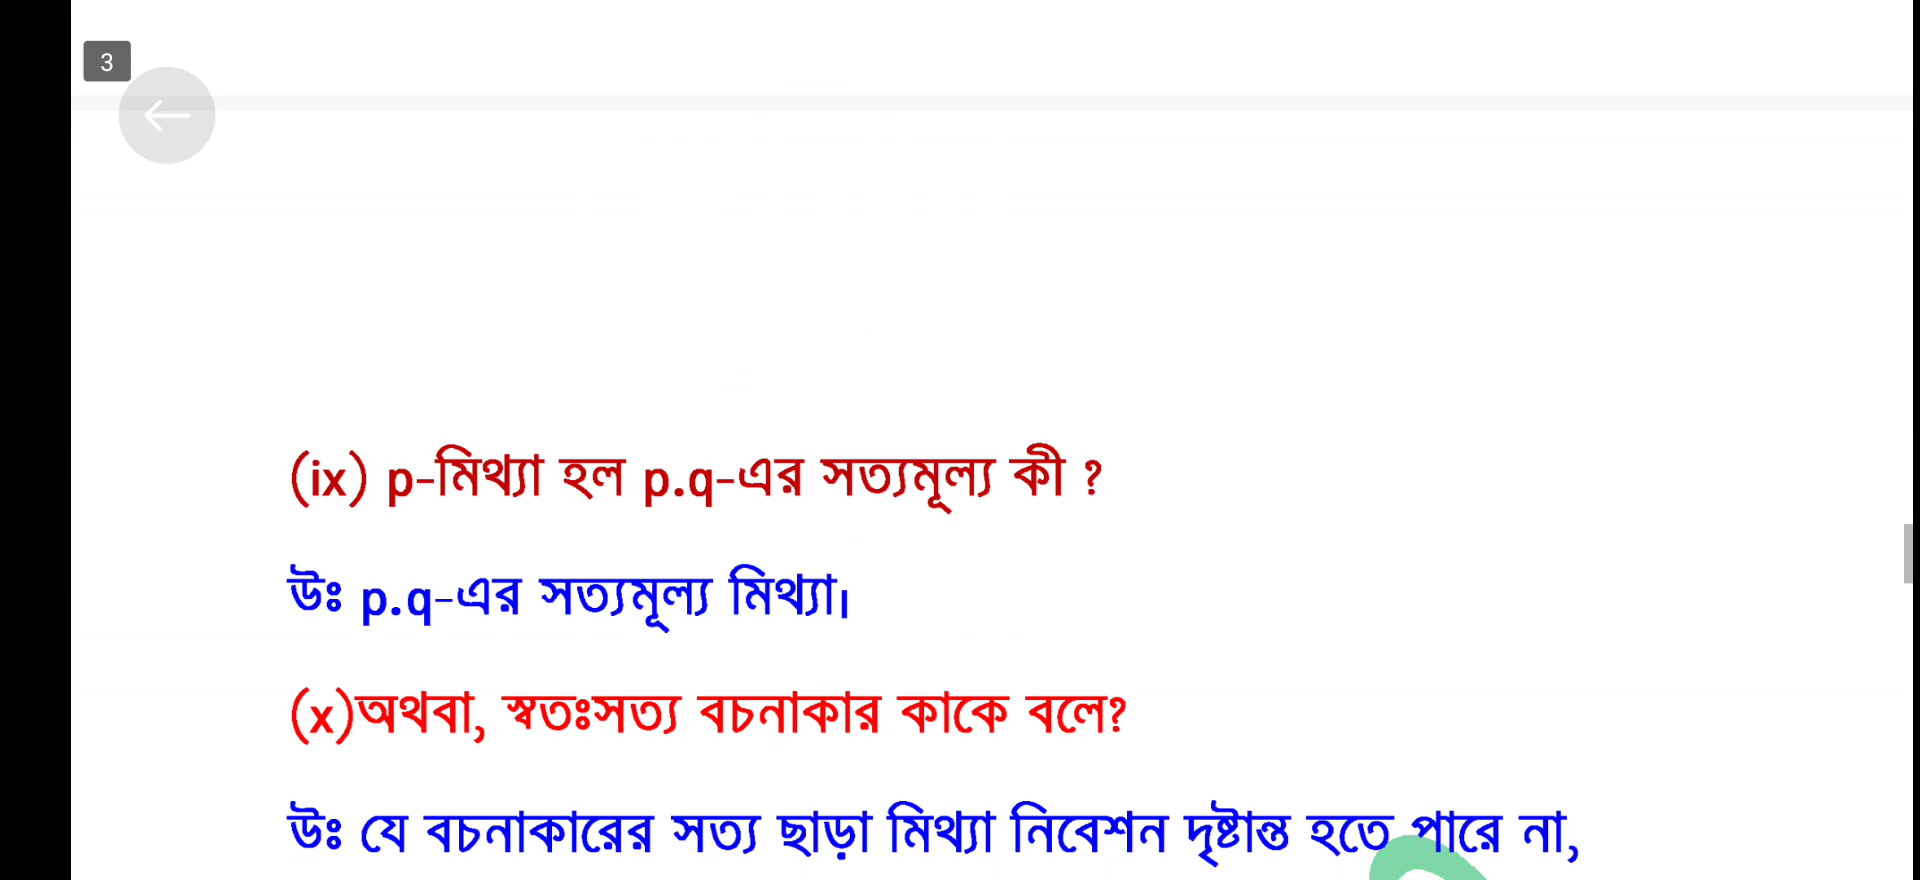 3
(ix) p-মিথ্যা হল p.q-এর সত্যমূল্য কী ?
উঃ p.q-এর সত্যমূল্য মিথ্যা।
(x)অথবা, স্বতঃসত্য বচনাকার কাকে বলে?
উঃ যে বচনাকারের সত্য ছাড়া মিথ্যা নিবেশন দৃষ্টান্ত হতে পারে না,